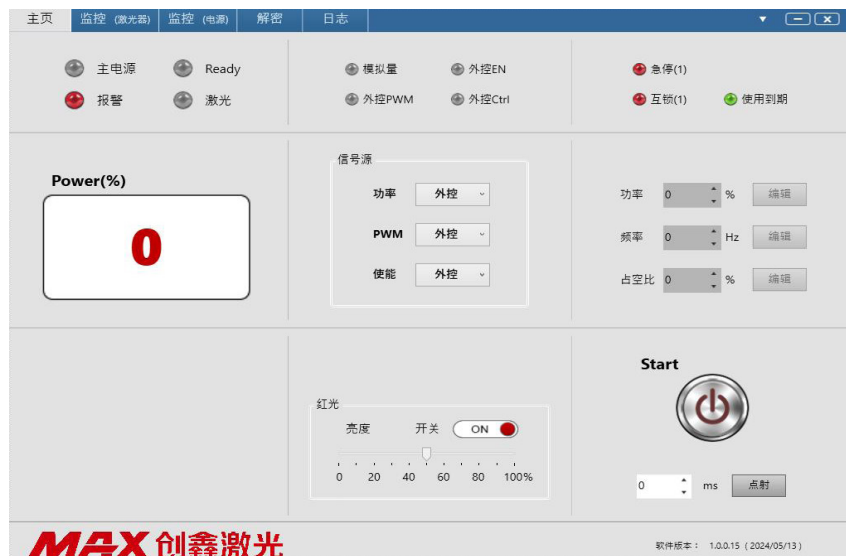 主页 监控 (激光器) 监控 (电源) 解密 日志
主电源 Ready 模拟量 外控EN 急停(1)
报警 激光 外控PWM 外控Ctrl 互锁(1) 使用到期
Power(%)
0
信号源
功率 外控
PWM 外控
使能 外控
功率 0 % 编辑
频率 0 Hz 编辑
占空比 0 % 编辑
红光
亮度 开关 ON
0 20 40 60 80 100%
Start
0 ms 点射
MAX 创鑫激光
软件版本： 1.0.0.15 ( 2024/05/13 )